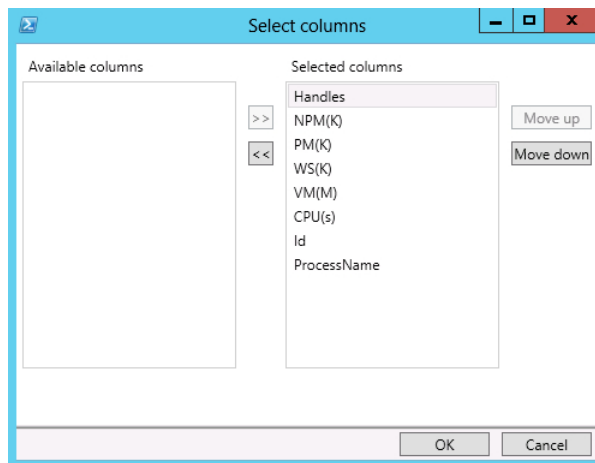 Select columns
Available columns
Selected columns
Handles
NPM(K)
PM(K)
WS(K)
VM(M)
CPU(s)
Id
ProcessName
>>
<<
Move up
Move down
OK
Cancel